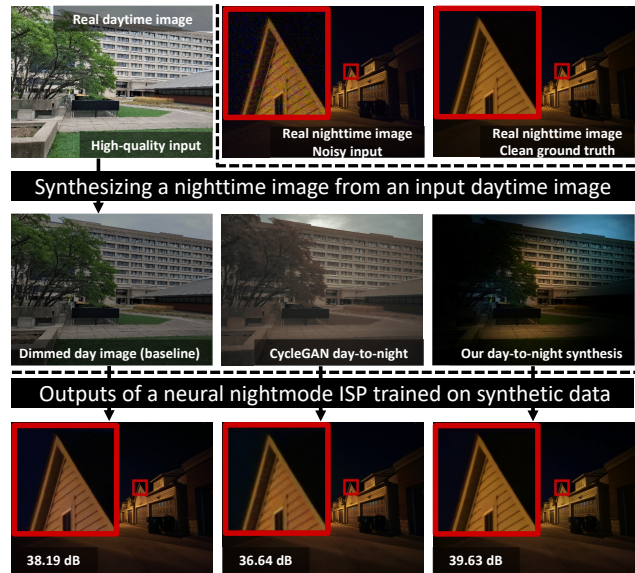 Real daytime image
High-quality input
Real nighttime image
Noisy input
Real nighttime image
Clean ground truth
Synthesizing a nighttime image from an input daytime image
Dimmed day image (baseline)
CycleGAN day-to-night
Our day-to-night synthesis
Outputs of a neural nightmode ISP trained on synthetic data
38.19 dB
36.64 dB
39.63 dB